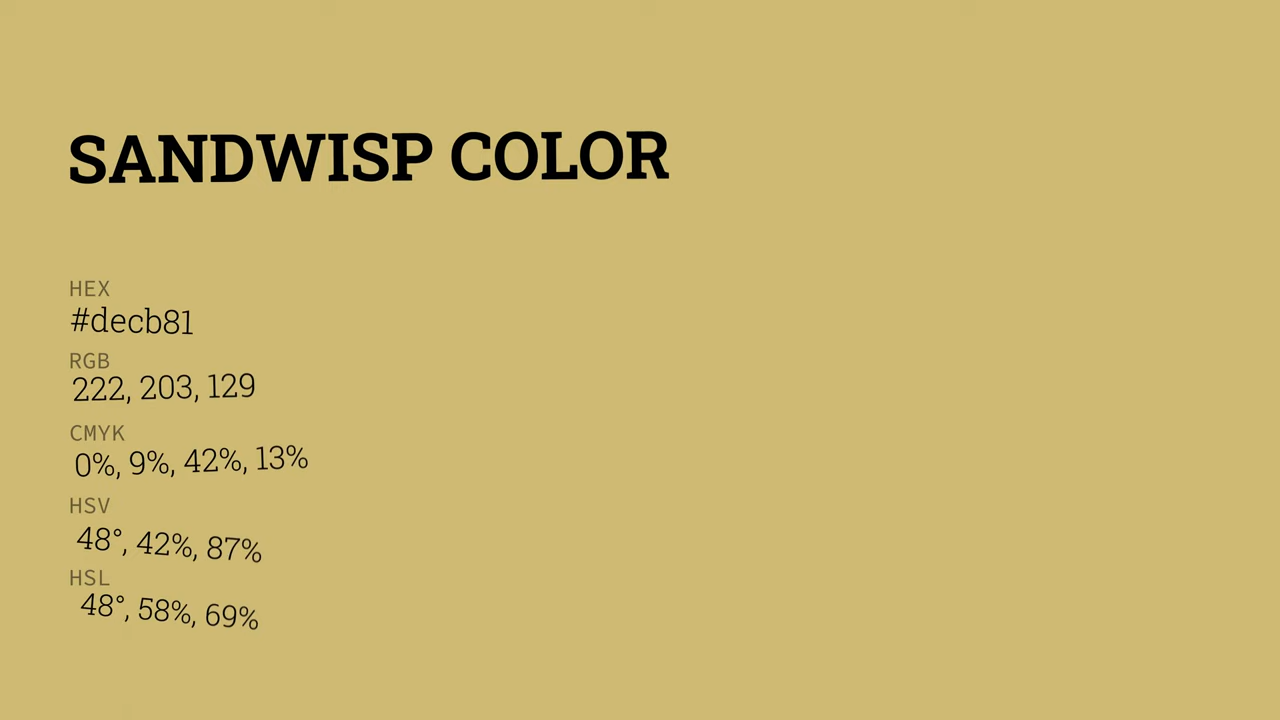 SANDWISP COLOR
HEX
#decb81
RGB
222, 203, 129
CMYK
0%, 9%, 42%, 13%
HSV
48°, 42%, 87%
HSL
48°, 58%, 69%